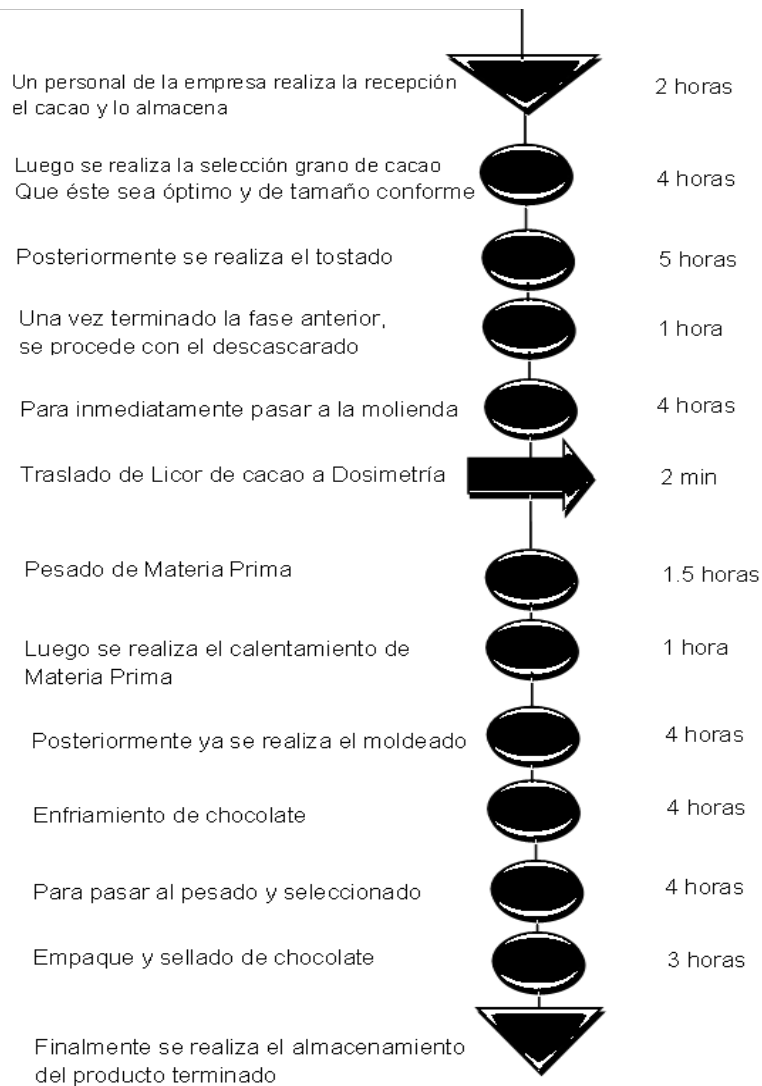 Un personal de la empresa realiza la recepción
el cacao y lo almacena
2 horas
Luego se realiza la selección grano de cacao
Que éste sea óptimo y de tamaño conforme
4 horas
Posteriormente se realiza el tostado
5 horas
Una vez terminado la fase anterior,
se procede con el descascarado
1 hora
Para inmediatamente pasar a la molienda
4 horas
Traslado de Licor de cacao a Dosimetría
2 min
Pesado de Materia Prima
1.5 horas
Luego se realiza el calentamiento de
Materia Prima
1 hora
Posteriormente ya se realiza el moldeado
4 horas
Enfriamiento de chocolate
4 horas
Para pasar al pesado y seleccionado
4 horas
Empaque y sellado de chocolate
3 horas
Finalmente se realiza el almacenamiento
del producto terminado